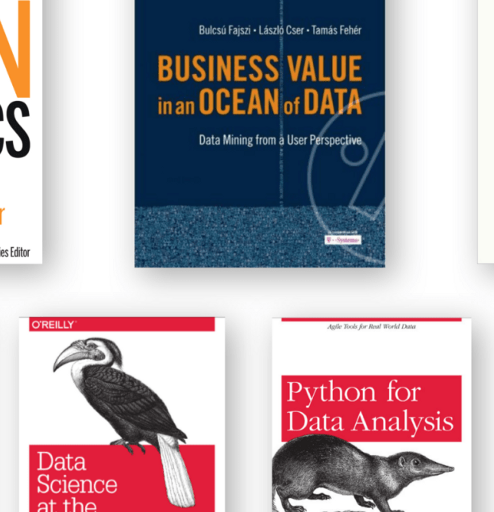 N
CS
r
ies Editor
Bulcsú Fajszi • László Cser • Tamás Fehér
BUSINESS VALUE
in an OCEAN of DATA
Data Mining from a User Perspective
T Systems
O'REILLY
Data
Science
at the
Agile Tools for Real World Data
Python for
Data Analysis